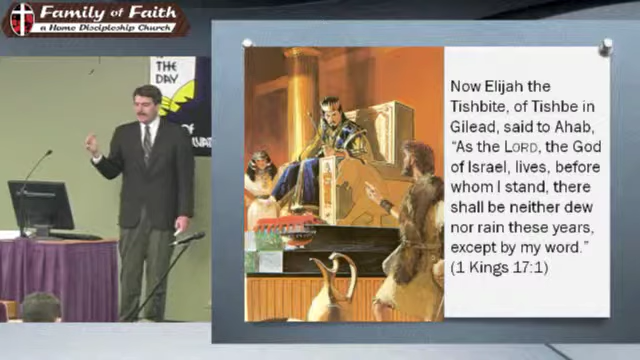 Family of Faith
a Home Discipleship Church
THE
DAY
of
Now Elijah the
Tishbite, of Tishbe in
Gilead, said to Ahab,
“As the LORD, the God
of Israel, lives, before
whom I stand, there
shall be neither dew
nor rain these years,
except by my word.”
(1 Kings 17:1)